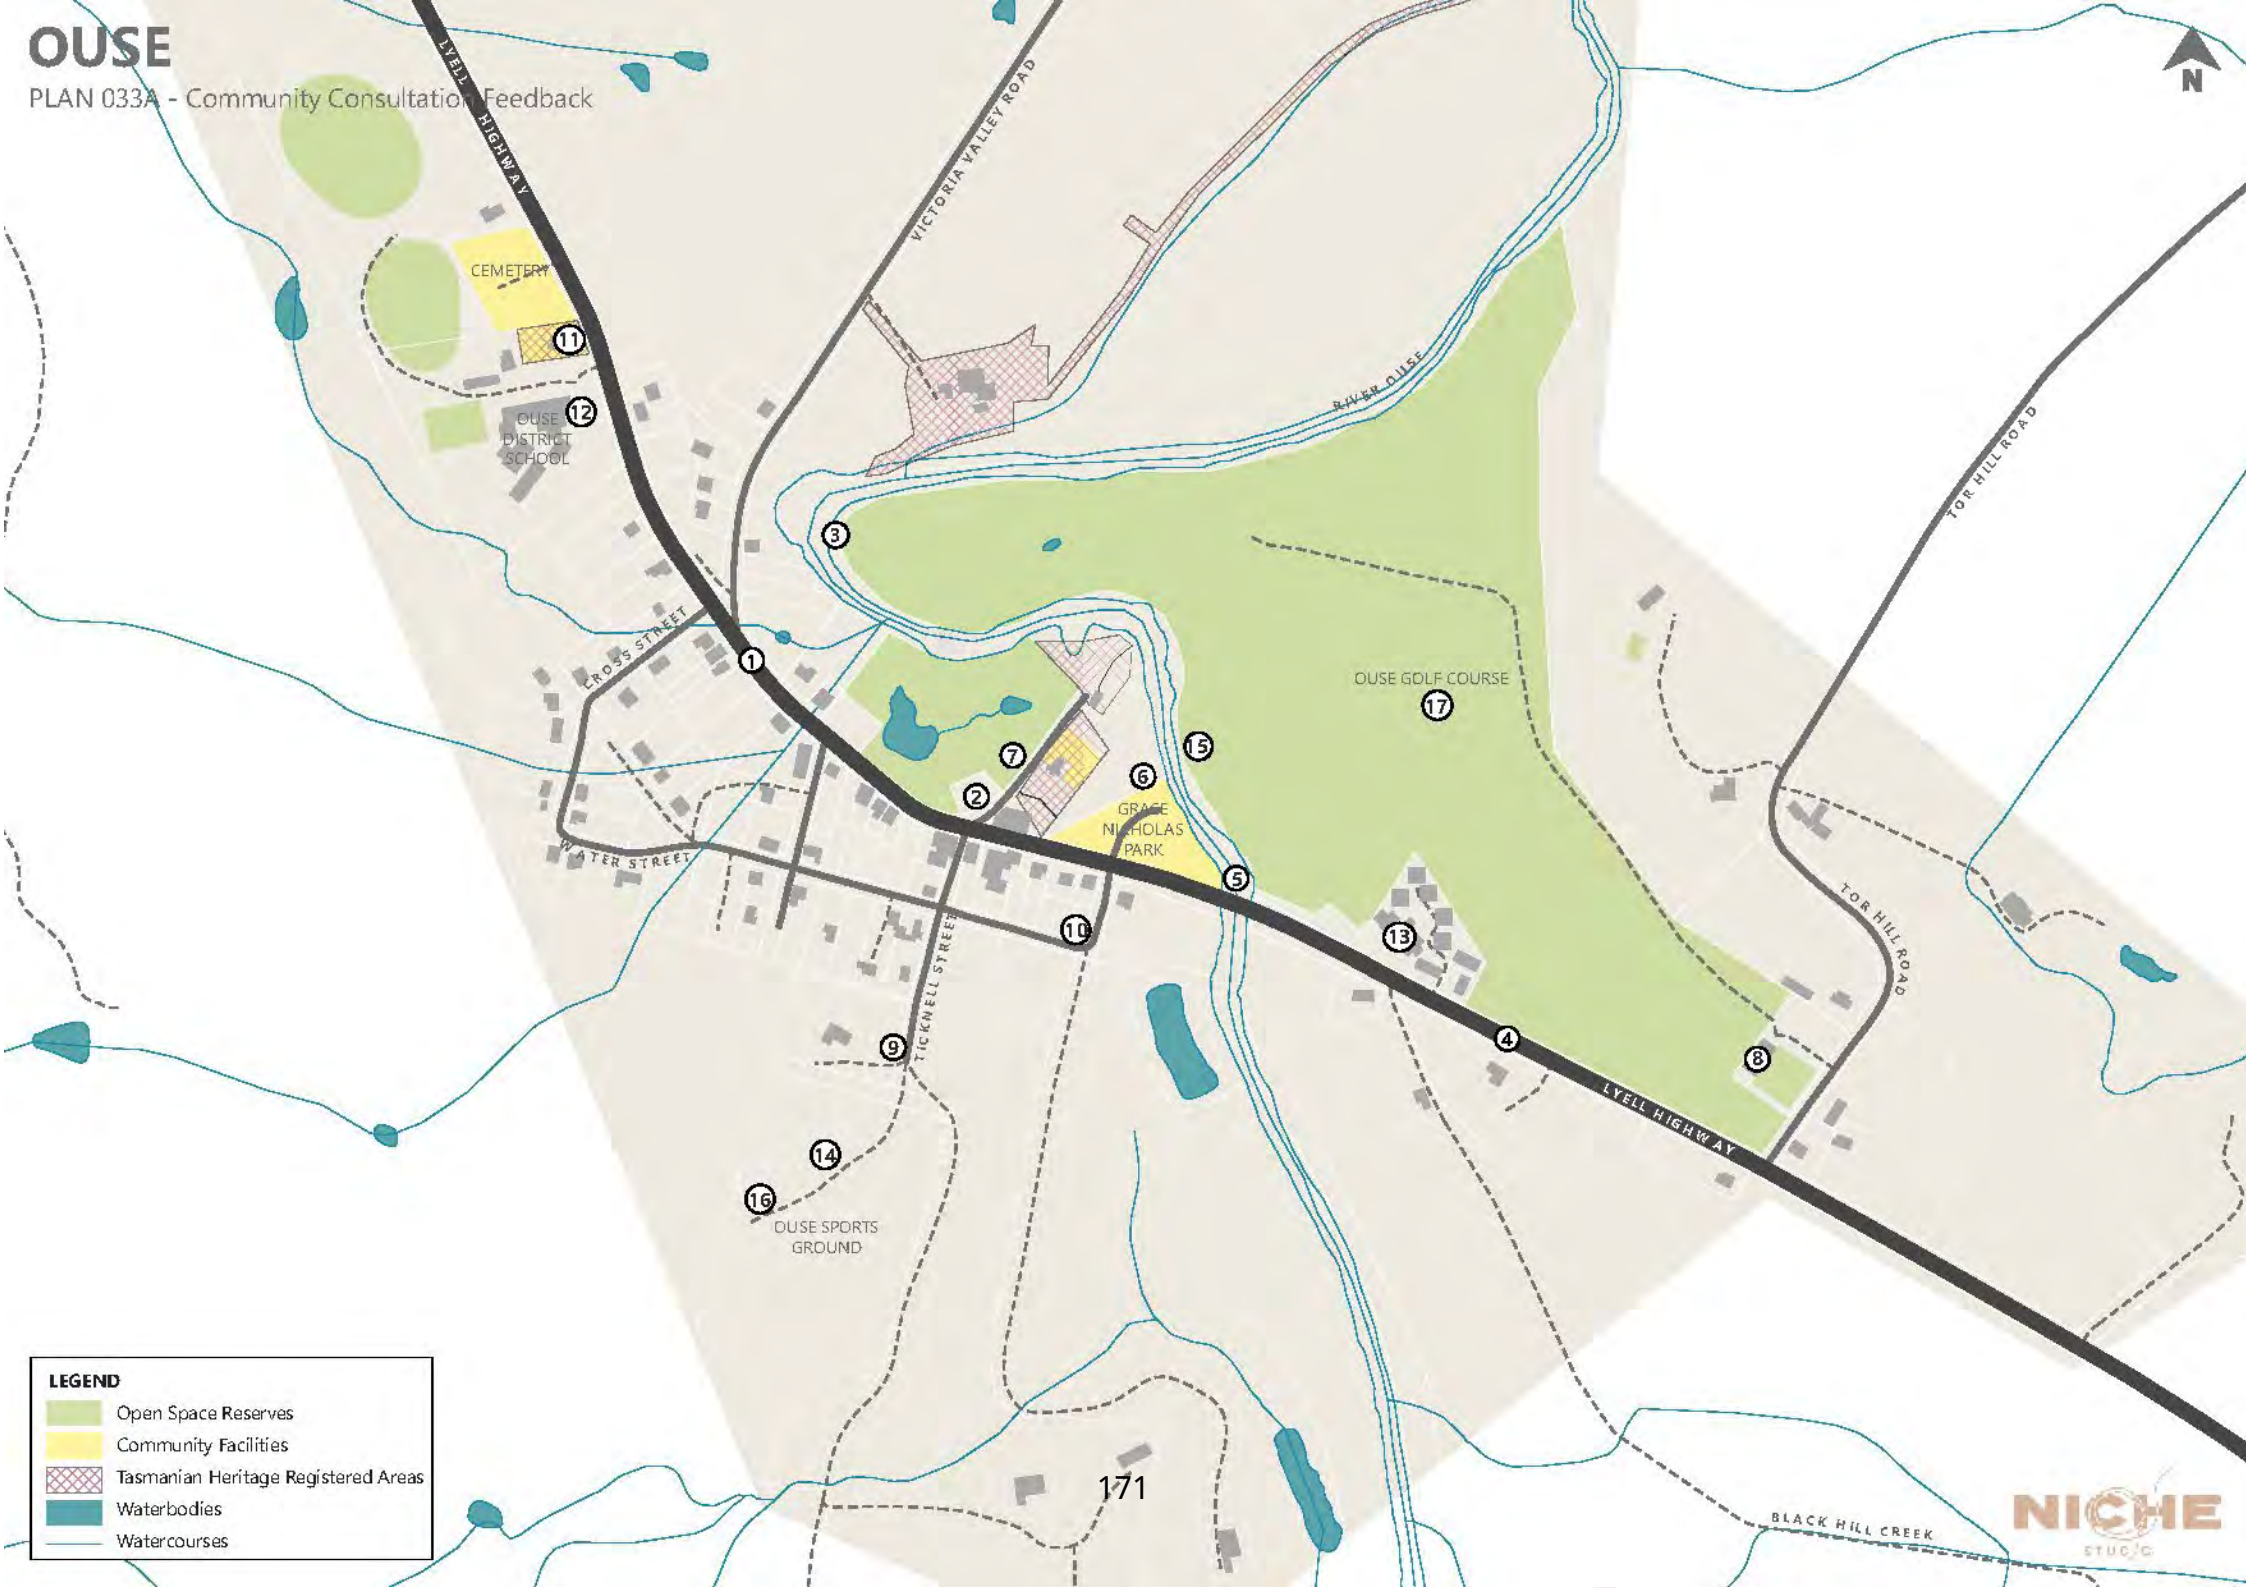 OUSE
PLAN 033A - Community Consultation Feedback
N
LYELL HIGHWAY
VICTORIA VALLEY ROAD
CEMETERY
11
12
OUSE
DISTRICT
SCHOOL
RIVER OUSE
TOR HILL ROAD
3
CROSS STREET
1
OUSE GOLF COURSE
17
7
15
6
2
GRACE
NICHOLAS
PARK
WATER STREET
5
10
13
TOR HILL ROAD
TICKNELL STREET
9
4
8
LYELL HIGHWAY
14
16
OUSE SPORTS
GROUND
LEGEND
Open Space Reserves
Community Facilities
Tasmanian Heritage Registered Areas
Waterbodies
Watercourses
171
BLACK HILL CREEK
NICHE
STUDIO